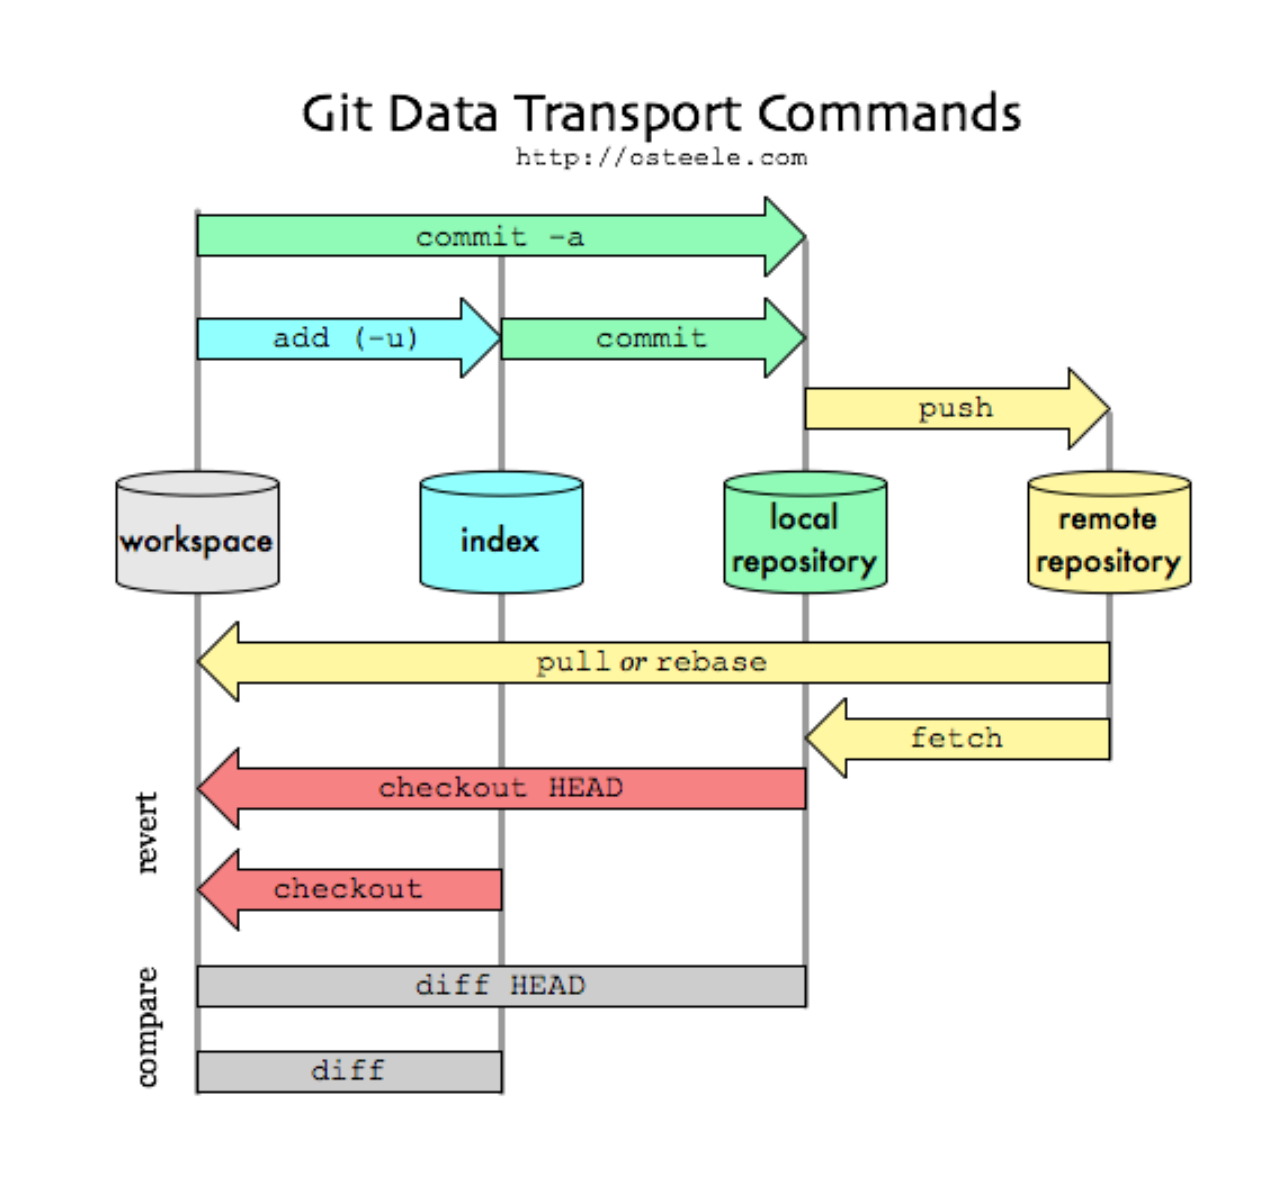 Git Data Transport Commands
http://osteele.com
commit -a
add (-u)
commit
push
workspace
index
local
repository
remote
repository
pull or rebase
fetch
revert
checkout HEAD
checkout
compare
diff HEAD
diff